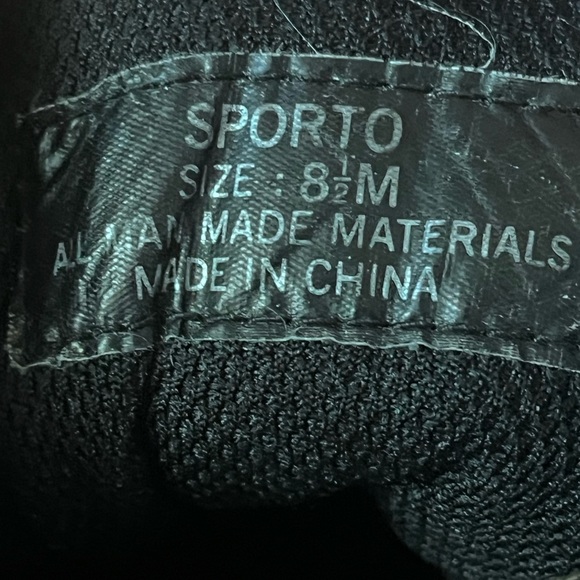 SPORTO
SIZE : 8½M
ALL MAN MADE MATERIALS
MADE IN CHINA